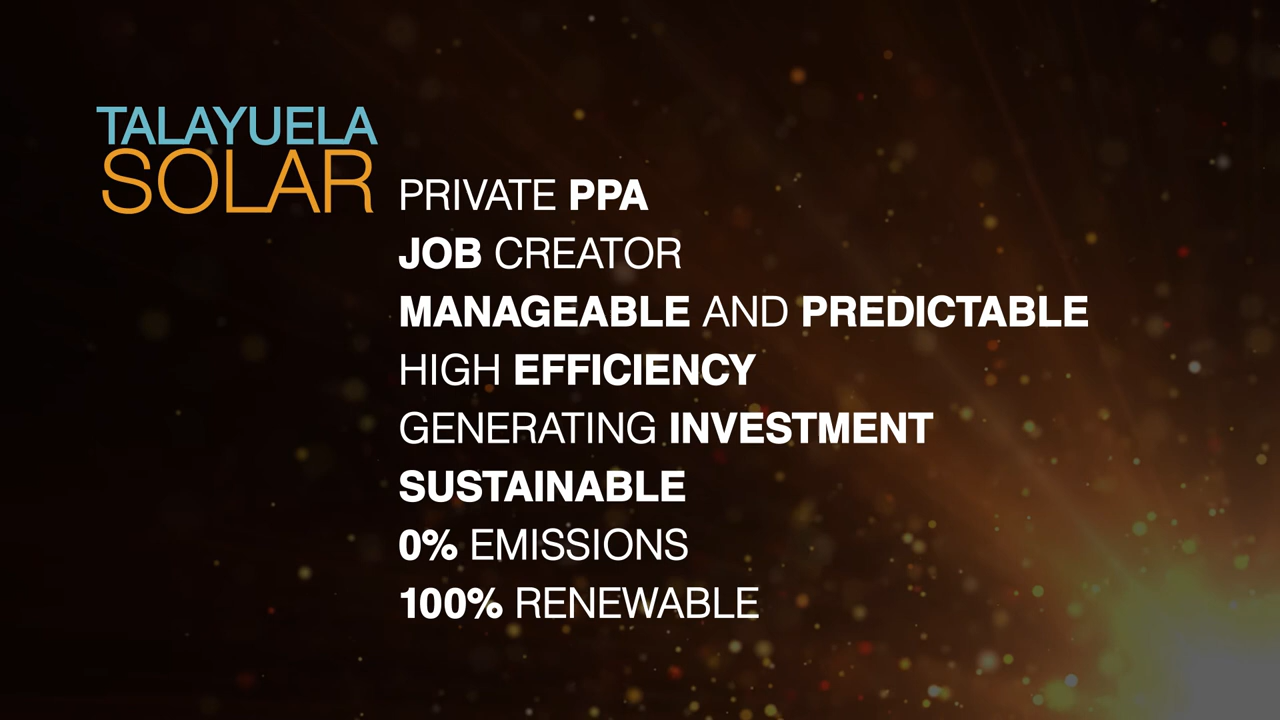 TALAYUELA
SOLAR
PRIVATE PPA
JOB CREATOR
MANAGEABLE AND PREDICTABLE
HIGH EFFICIENCY
GENERATING INVESTMENT
SUSTAINABLE
0% EMISSIONS
100% RENEWABLE